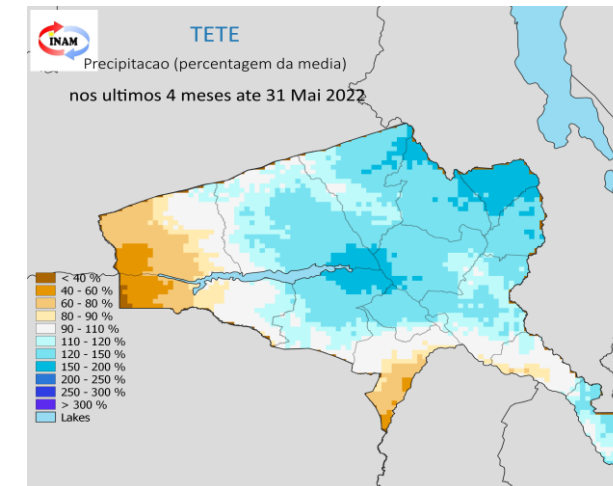 INAM
TETE
Precipitacao (percentagem da media)
nos ultimos 4 meses ate 31 Mai 2022
< 40 %
40 - 60 %
60 - 80 %
80 - 90 %
90 - 110 %
110 - 120 %
120 - 150 %
150 - 200 %
200 - 250 %
250 - 300 %
> 300 %
Lakes